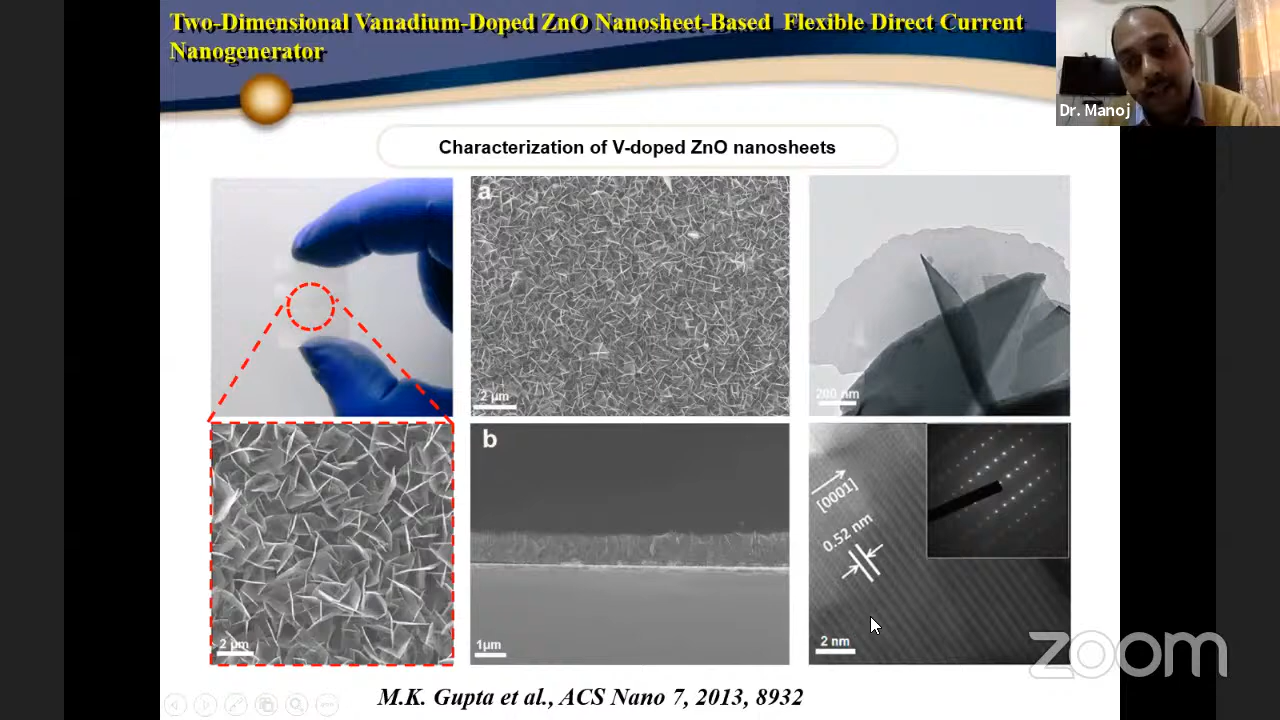 Two-Dimensional Vanadium-Doped ZnO Nanosheet-Based Flexible Direct Current
Nanogenerator
Dr. Manoj
Characterization of V-doped ZnO nanosheets
a
2 µm
200 nm
2 µm
b
1µm
[0001]
0.52 nm
2 nm
zoom
M.K. Gupta et al., ACS Nano 7, 2013, 8932